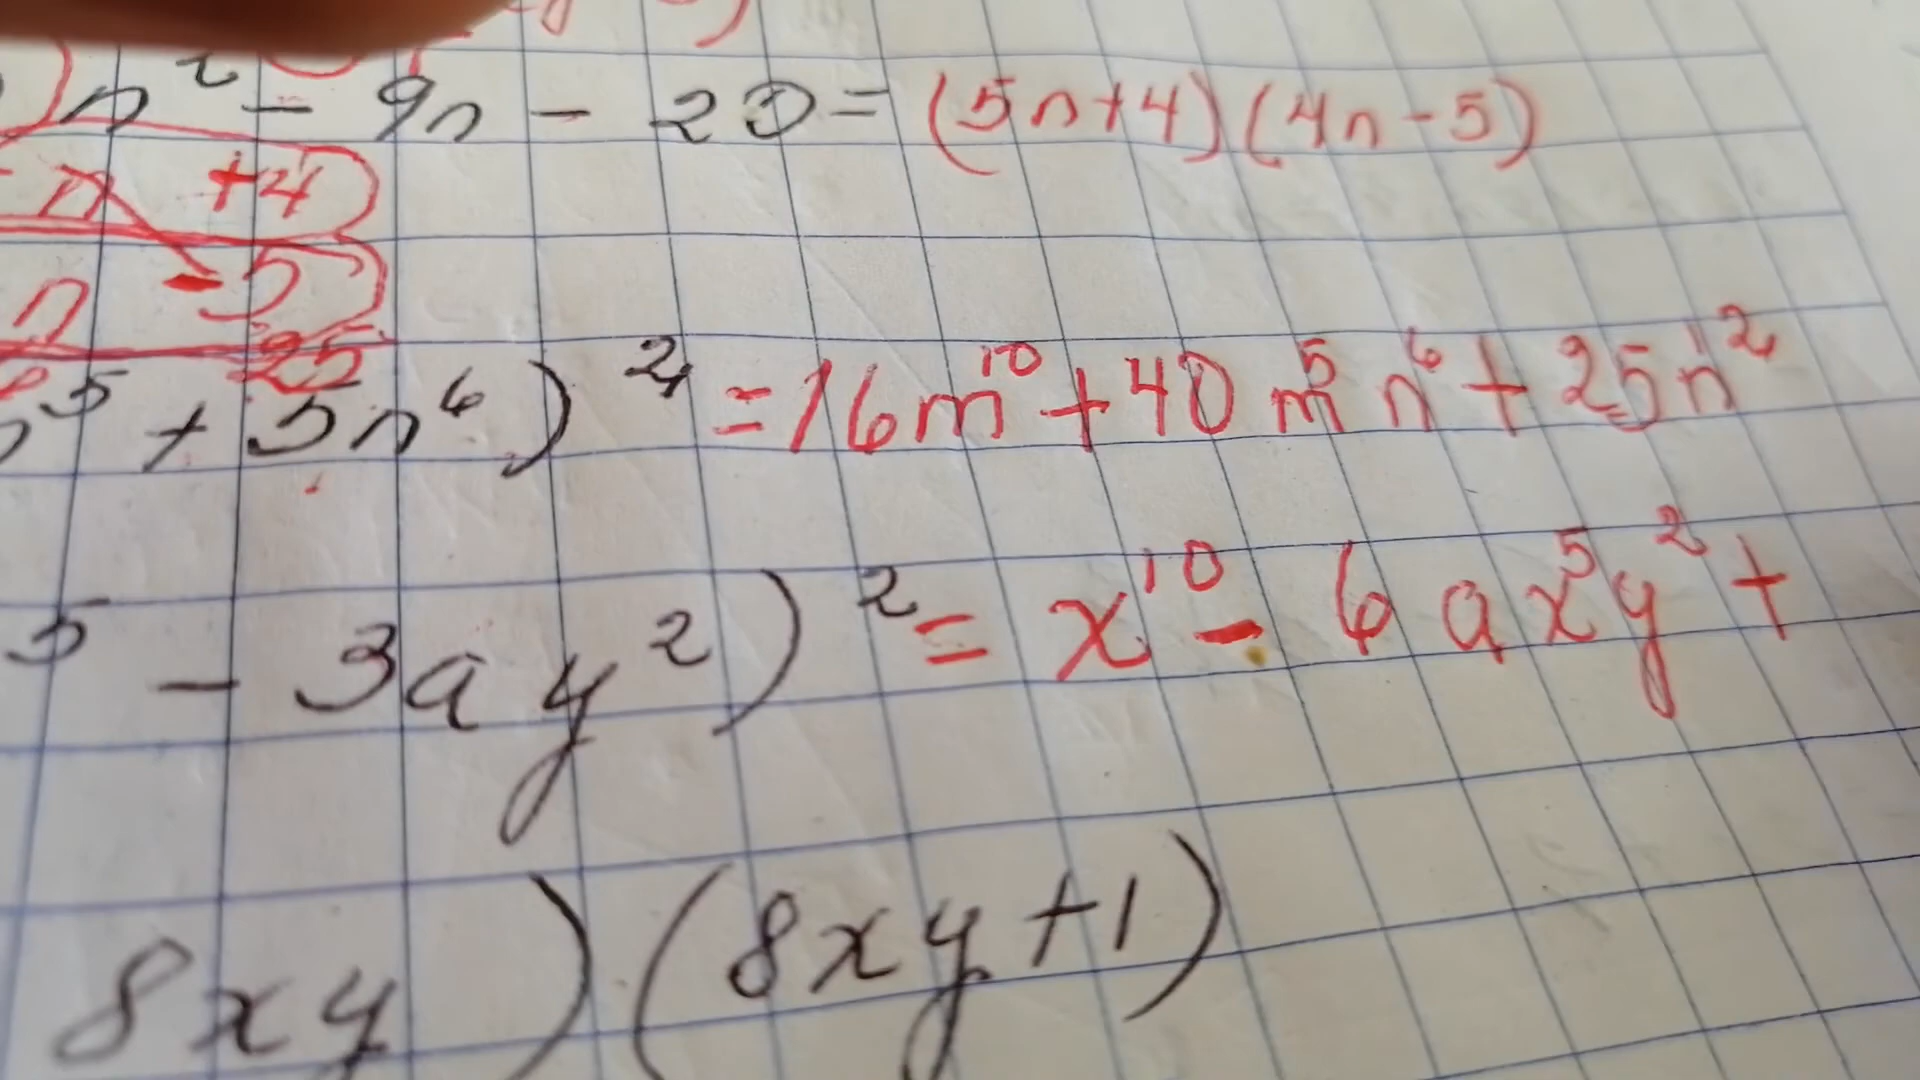 n² - 9n - 20 = (5n+4)(4n-5)
n +4
n -5
25
⁵ + 5n⁶)² = 16m¹⁰ + 40m⁵n⁶ + 25n¹²
⁵ - 3ay²)² = x¹⁰ - 6ax⁵y² +
8xy)(8xy+1)